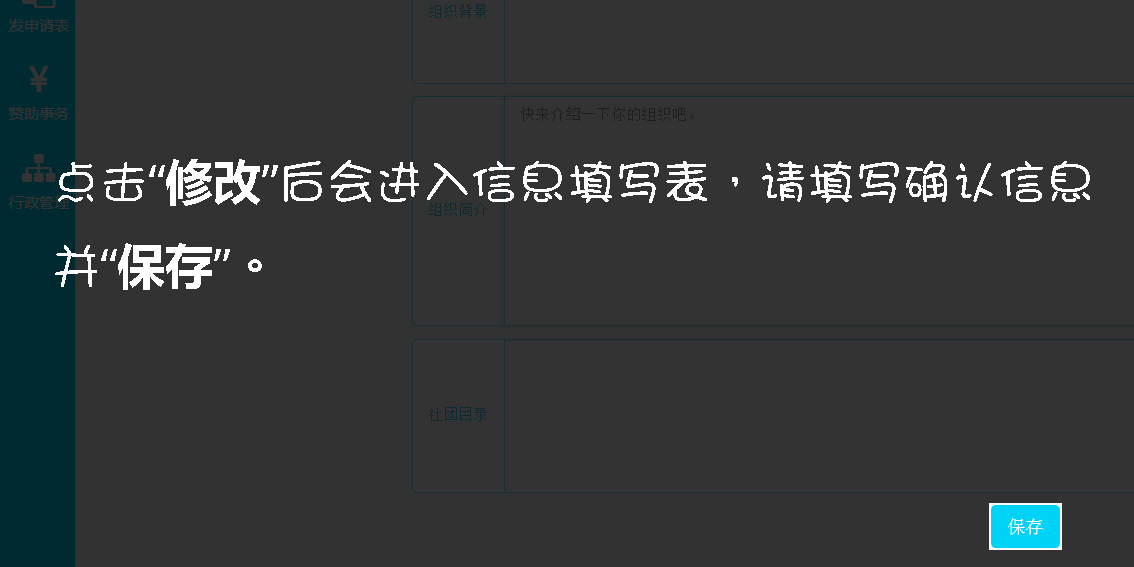 组织背景
发申请表
赞助事务
快来介绍一下你的组织吧。
点击“修改”后会进入信息填写表，请填写确认信息
并“保存”。
行政管理
组织简介
社团目录
保存